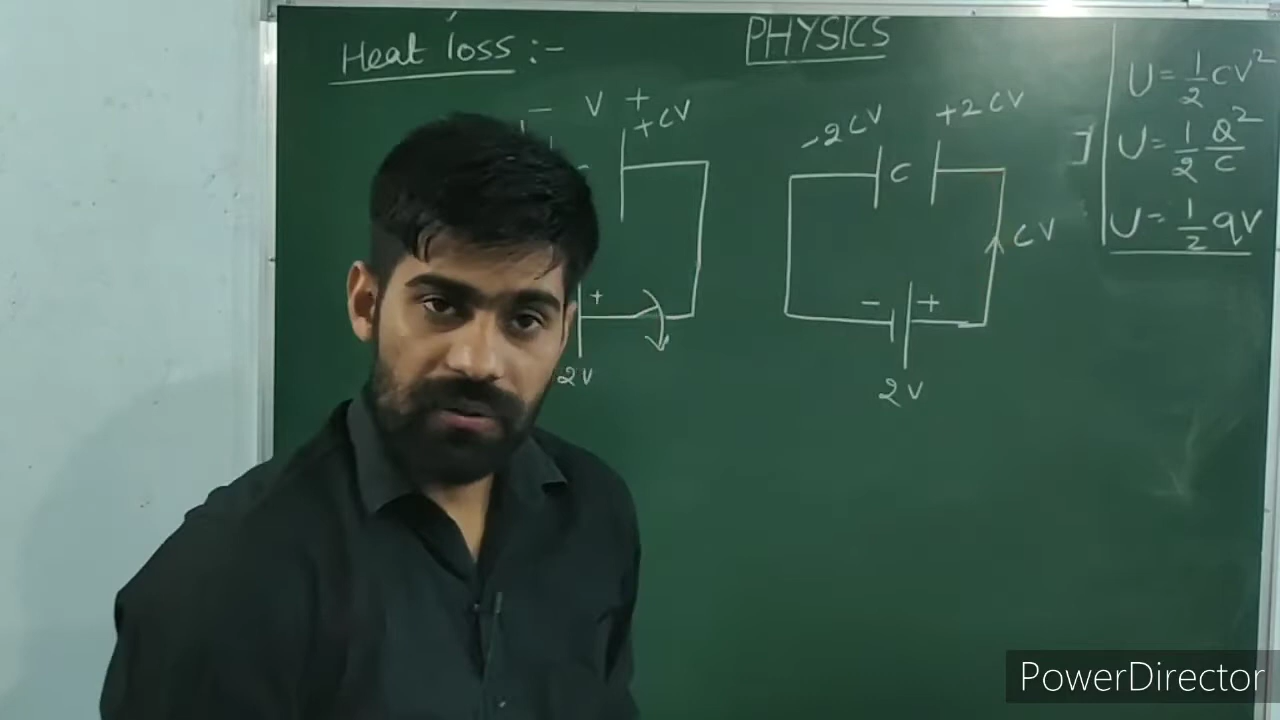 Heat loss :-
PHYSICS
- V +
+CV
+
2V
-2CV
+2CV
C
CV
- +
2V
U = 1/2 CV²
U = 1/2 Q²/C
U = 1/2 qV
PowerDirector